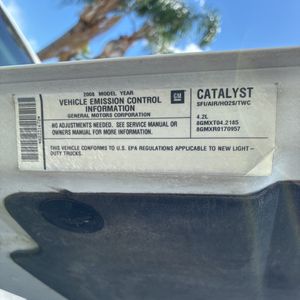 2008 MODEL YEAR
VEHICLE EMISSION CONTROL
INFORMATION
GENERAL MOTORS CORPORATION
GM
CATALYST
SFI/AIR/HO2S/TWC
NO ADJUSTMENTS NEEDED. SEE SERVICE MANUAL OR
OWNERS MANUAL FOR MORE INFORMATION.
4.2L
8GMXT04.2185
8GMXR0176957
THIS VEHICLE CONFORMS TO U.S. EPA REGULATIONS APPLICABLE TO NEW LIGHT-
DUTY TRUCKS.